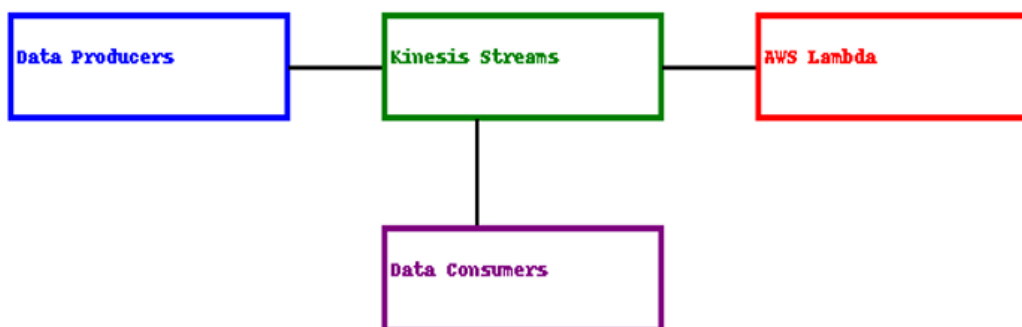 Data Producers
Kinesis Streams
AWS Lambda
Data Consumers